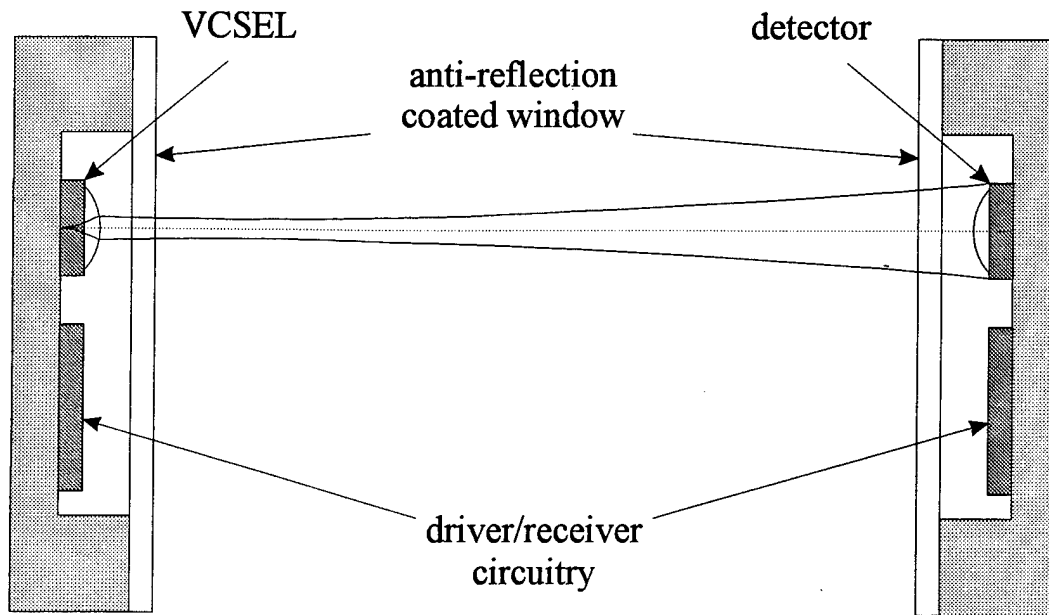 VCSEL
detector
anti-reflection
coated window
driver/receiver
circuitry